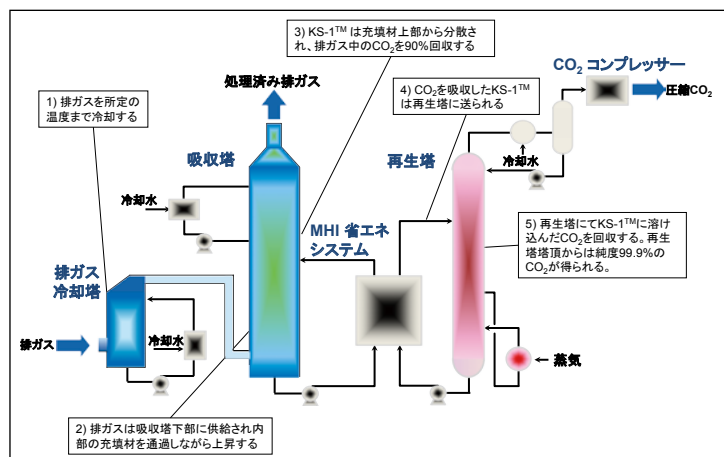 3) KS-1™ は充填材上部から分散さ
れ、排ガス中のCO₂を90%回収する
処理済み排ガス
CO₂ コンプレッサー
圧縮CO₂
1) 排ガスを所定の
温度まで冷却する
4) CO₂を吸収したKS-1™
は再生塔に送られる
吸収塔
再生塔
冷却水
冷却水
MHI 省エネ
システム
5) 再生塔にてKS-1™に溶け
込んだCO₂を回収する。再生
塔塔頂からは純度99.9%の
CO₂が得られる。
排ガス
冷却塔
排ガス
冷却水
蒸気
2) 排ガスは吸収塔下部に供給され内
部の充填材を通過しながら上昇する